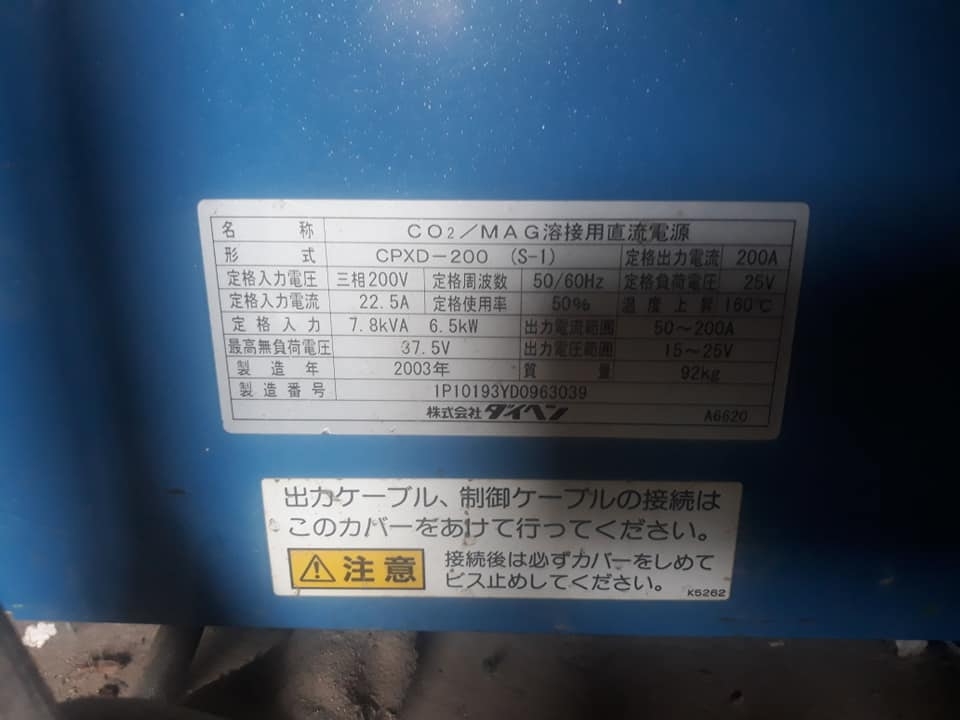 名 称 CO2/MAG溶接用直流電源
形 式 CPXD-200 (S-1) 定格出力電流 200A
定格入力電圧 三相200V 定格周波数 50/60Hz 定格負荷電圧 25V
定格入力電流 22.5A 定格使用率 50% 温度上昇 160℃
定格入力 7.8kVA 6.5kW 出力電流範囲 50~200A
最高無負荷電圧 37.5V 出力電圧範囲 15~25V
製造年 2003年 質量 92kg
製造番号 1P10193YD0963039
株式会社ダイヘン A6620
出力ケーブル、制御ケーブルの接続は
このカバーをあけて行ってください。
注意 接続後は必ずカバーをしめて
ビス止めしてください。 K5262